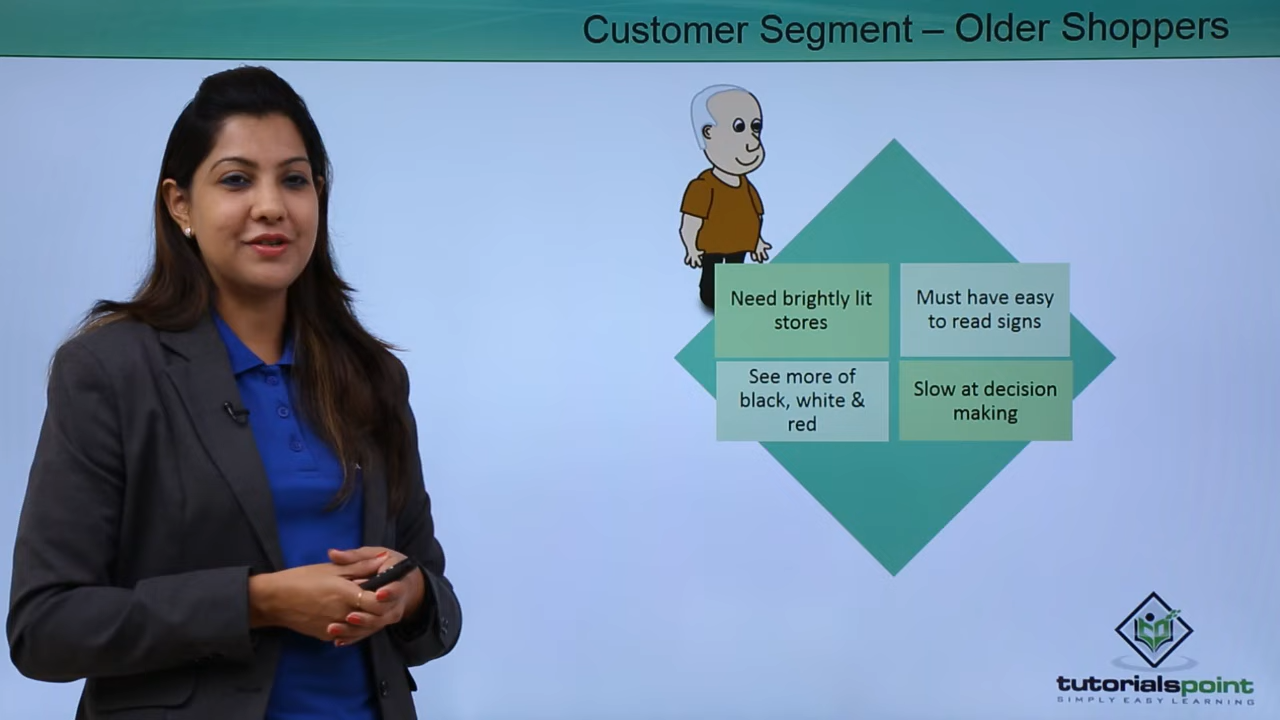 Customer Segment – Older Shoppers
Need brightly lit
stores
Must have easy
to read signs
See more of
black, white &
red
Slow at decision
making
tutorialspoint
SIMPLY EASY LEARNING